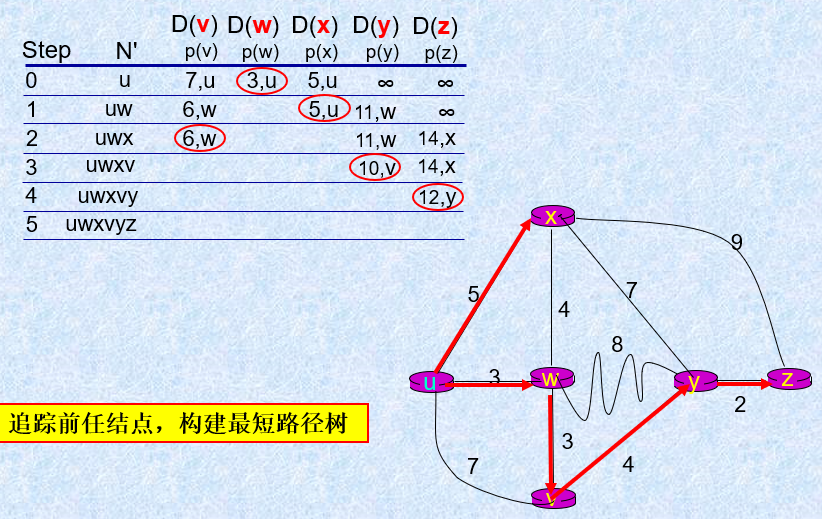 D(v) D(w) D(x) D(y) D(z)
Step N' p(v) p(w) p(x) p(y) p(z)
0 u 7,u 3,u 5,u ∞ ∞
1 uw 6,w 5,u 11,w ∞
2 uwx 6,w 11,w 14,x
3 uwxv 10,v 14,x
4 uwxvy 12,y
5 uwxvyz
x
9
5
7
4
8
u
3
w
y
z
2
追踪前任结点，构建最短路径树
3
7
4
v